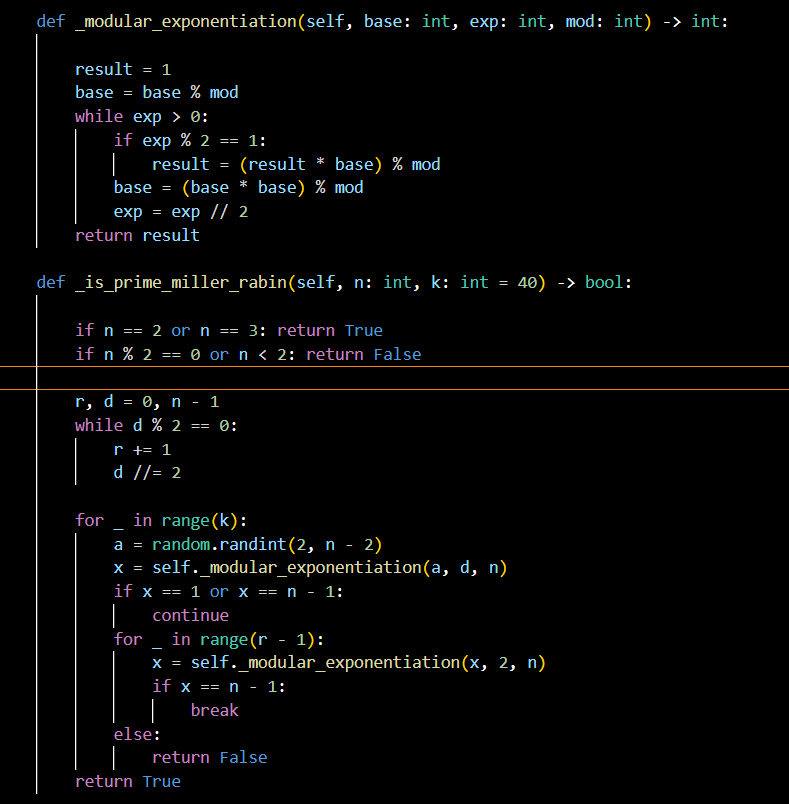 def _modular_exponentiation(self, base: int, exp: int, mod: int) -> int:
result = 1
base = base % mod
while exp > 0:
if exp % 2 == 1:
result = (result * base) % mod
base = (base * base) % mod
exp = exp // 2
return result
def _is_prime_miller_rabin(self, n: int, k: int = 40) -> bool:
if n == 2 or n == 3: return True
if n % 2 == 0 or n < 2: return False
r, d = 0, n - 1
while d % 2 == 0:
r += 1
d //= 2
for _ in range(k):
a = random.randint(2, n - 2)
x = self._modular_exponentiation(a, d, n)
if x == 1 or x == n - 1:
continue
for _ in range(r - 1):
x = self._modular_exponentiation(x, 2, n)
if x == n - 1:
break
else:
return False
return True